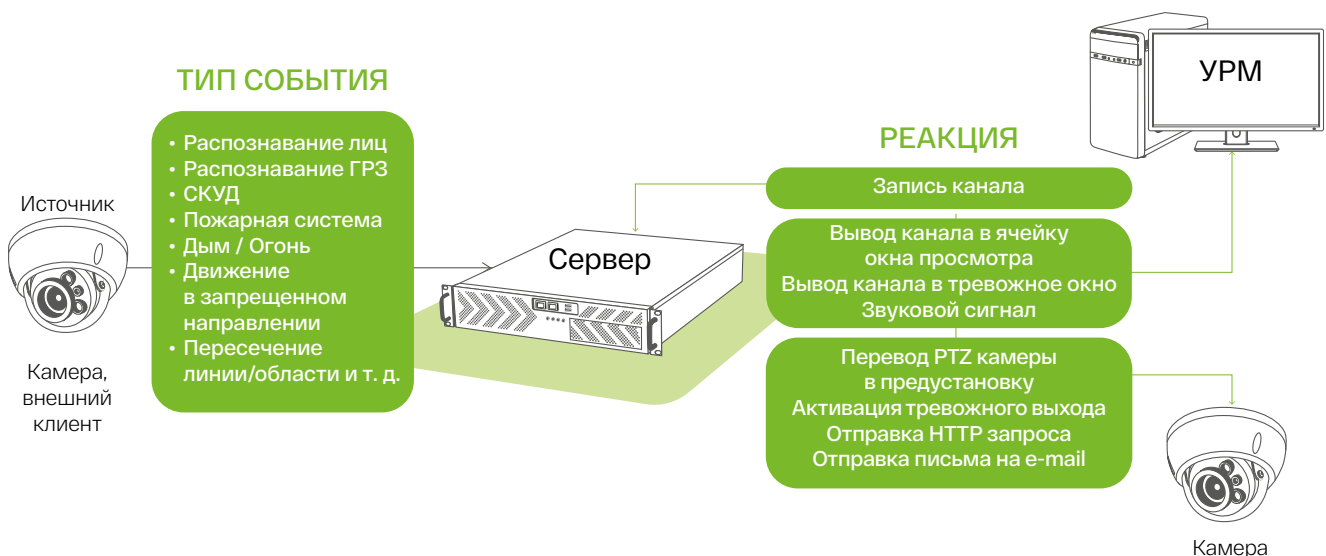 ТИП СОБЫТИЯ
• Распознавание лиц
• Распознавание ГРЗ
• СКУД
• Пожарная система
• Дым / Огонь
• Движение
в запрещенном
направлении
• Пересечение
линии/области и т. д.
Источник
Камера,
внешний
клиент
Сервер
РЕАКЦИЯ
Запись канала
Вывод канала в ячейку
окна просмотра
Вывод канала в тревожное окно
Звуковой сигнал
Перевод PTZ камеры
в предустановку
Активация тревожного выхода
Отправка HTTP запроса
Отправка письма на e-mail
УРМ
Камера